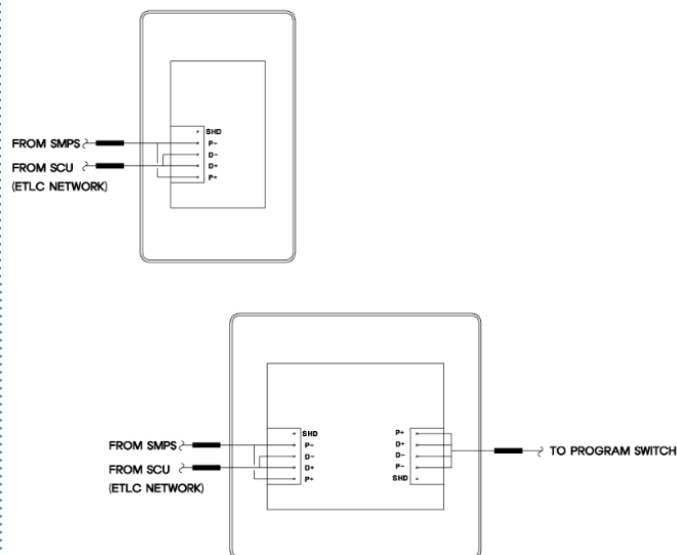 SHD
FROM SMPS P-
D-
FROM SCU D+
(ETLC NETWORK) P+
SHD P+
FROM SMPS P- D+ TO PROGRAM SWITCH
D- D-
FROM SCU D+ P-
(ETLC NETWORK) P+ SHD